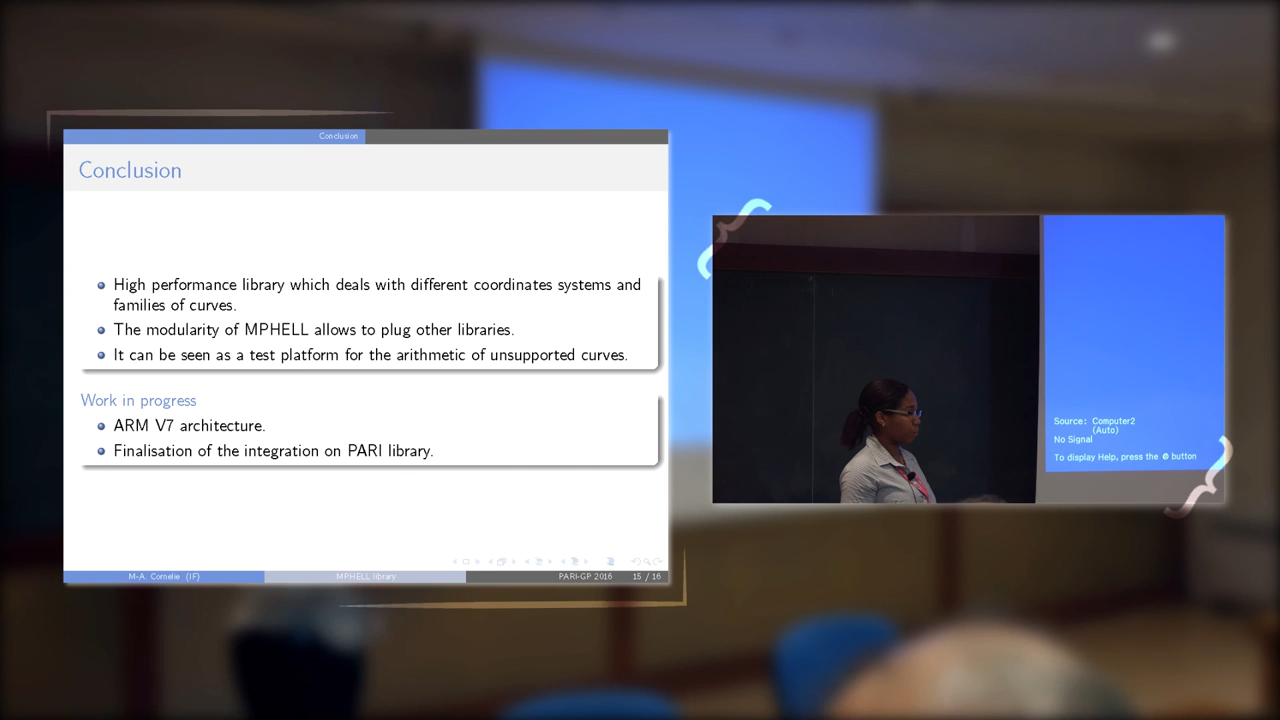 Conclusion
Conclusion
High performance library which deals with different coordinates systems and
families of curves.
The modularity of MPHELL allows to plug other libraries.
It can be seen as a test platform for the arithmetic of unsupported curves.
Work in progress
ARM V7 architecture.
Finalisation of the integration on PARI library.
M-A. Cornelie (IF) MPHELL library PARI-GP 2016 15 / 16
Source: Computer2
(Auto)
No Signal
To display Help, press the button